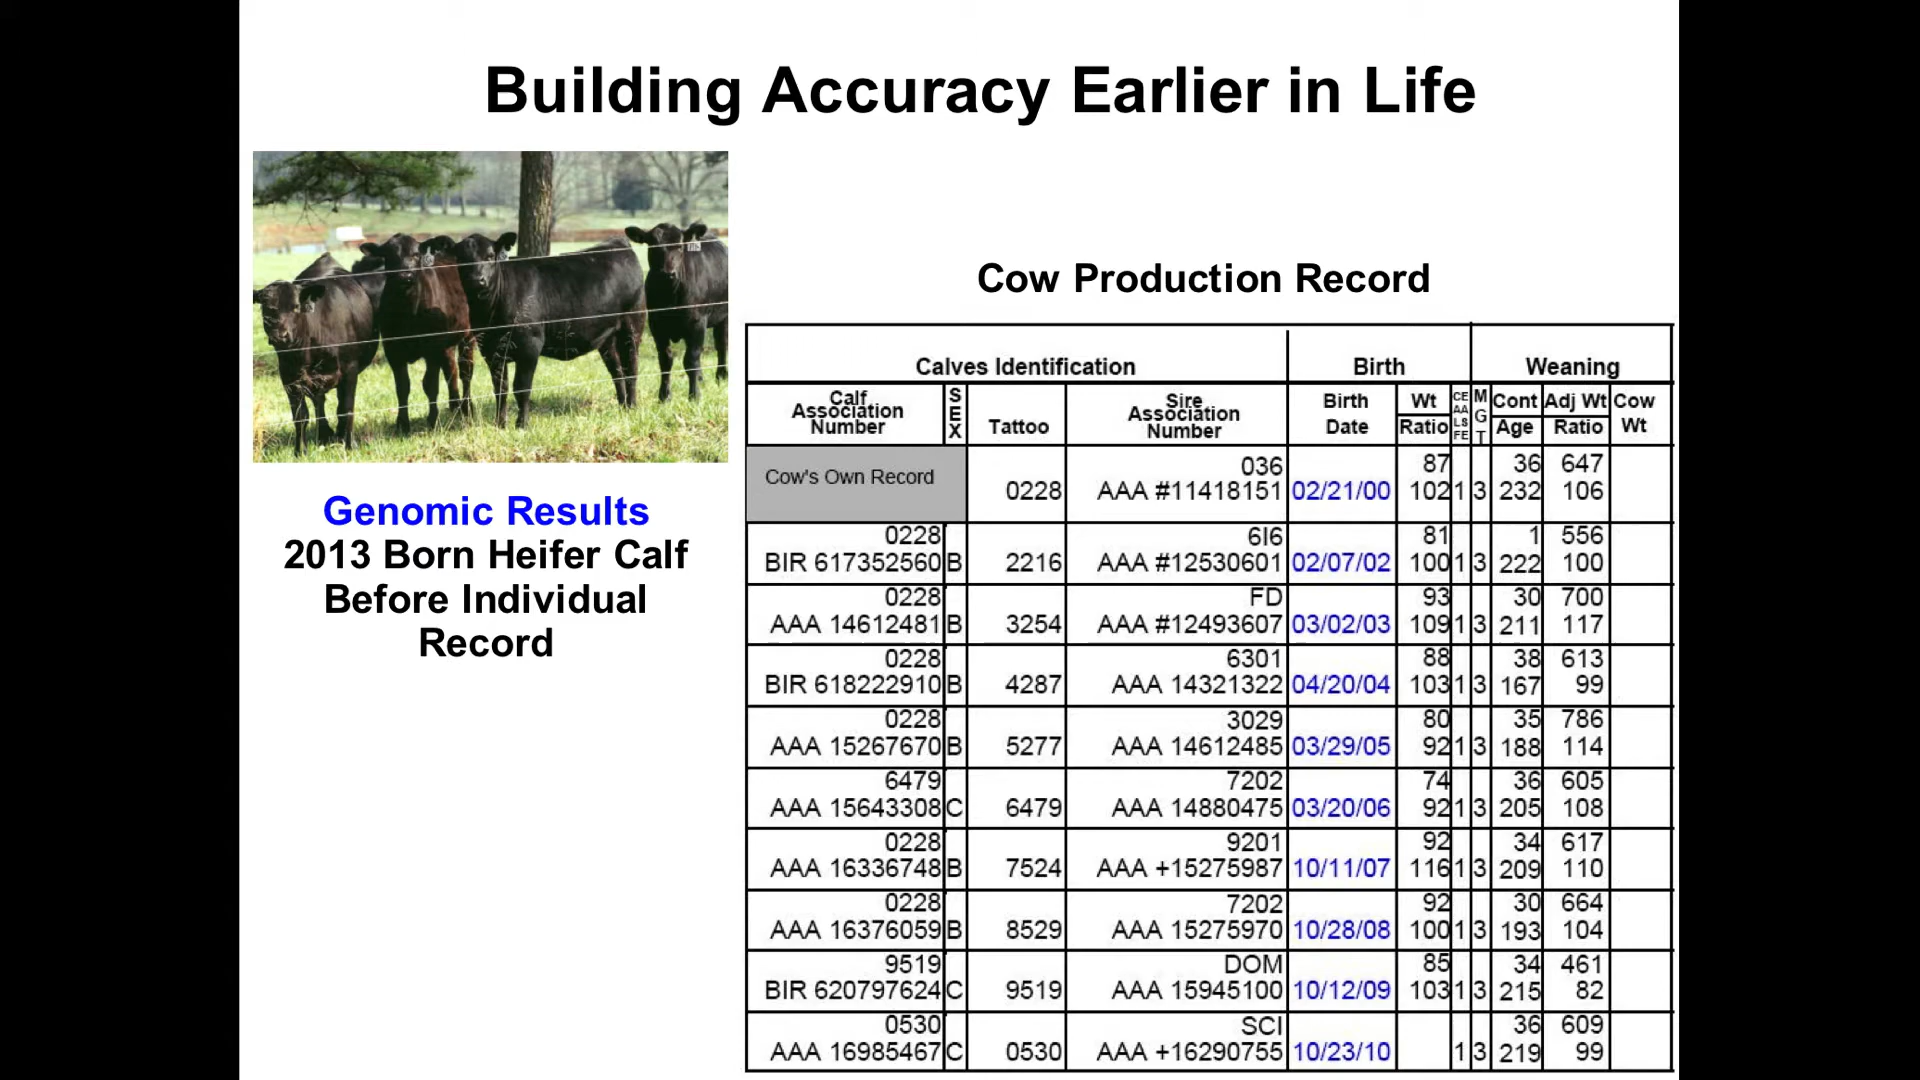 Building Accuracy Earlier in Life
Genomic Results
2013 Born Heifer Calf
Before Individual
Record
Cow Production Record
Calves Identification Birth Weaning
Calf Association Number SEX Tattoo Sire Association Number Birth Date Wt Ratio CE AA LS FE MGT Cont Age Adj Wt Ratio Cow Wt
036 87 36 647
Cow's Own Record 0228 AAA #11418151 02/21/00 102 1 3 232 106
0228 6I6 81 1 556
BIR 617352560 B 2216 AAA #12530601 02/07/02 100 1 3 222 100
0228 FD 93 30 700
AAA 14612481 B 3254 AAA #12493607 03/02/03 109 1 3 211 117
0228 6301 88 38 613
BIR 618222910 B 4287 AAA 14321322 04/20/04 103 1 3 167 99
0228 3029 80 35 786
AAA 15267670 B 5277 AAA 14612485 03/29/05 92 1 3 188 114
6479 7202 74 36 605
AAA 15643308 C 6479 AAA 14880475 03/20/06 92 1 3 205 108
0228 9201 92 34 617
AAA 16336748 B 7524 AAA +15275987 10/11/07 116 1 3 209 110
0228 7202 92 30 664
AAA 16376059 B 8529 AAA 15275970 10/28/08 100 1 3 193 104
9519 DOM 85 34 461
BIR 620797624 C 9519 AAA 15945100 10/12/09 103 1 3 215 82
0530 SCI 36 609
AAA 16985467 C 0530 AAA +16290755 10/23/10 1 3 219 99